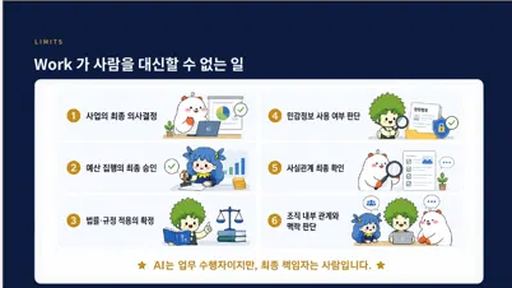 LIMITS
Work 가 사람을 대신할 수 없는 일
1 사업의 최종 의사결정
2 예산 집행의 최종 승인
3 법률·규정 적용의 확정
4 민감정보 사용 여부 판단
5 사실관계 최종 확인
6 조직 내부 관계와
맥락 판단
★ AI는 업무 수행자이지만, 최종 책임자는 사람입니다. ★